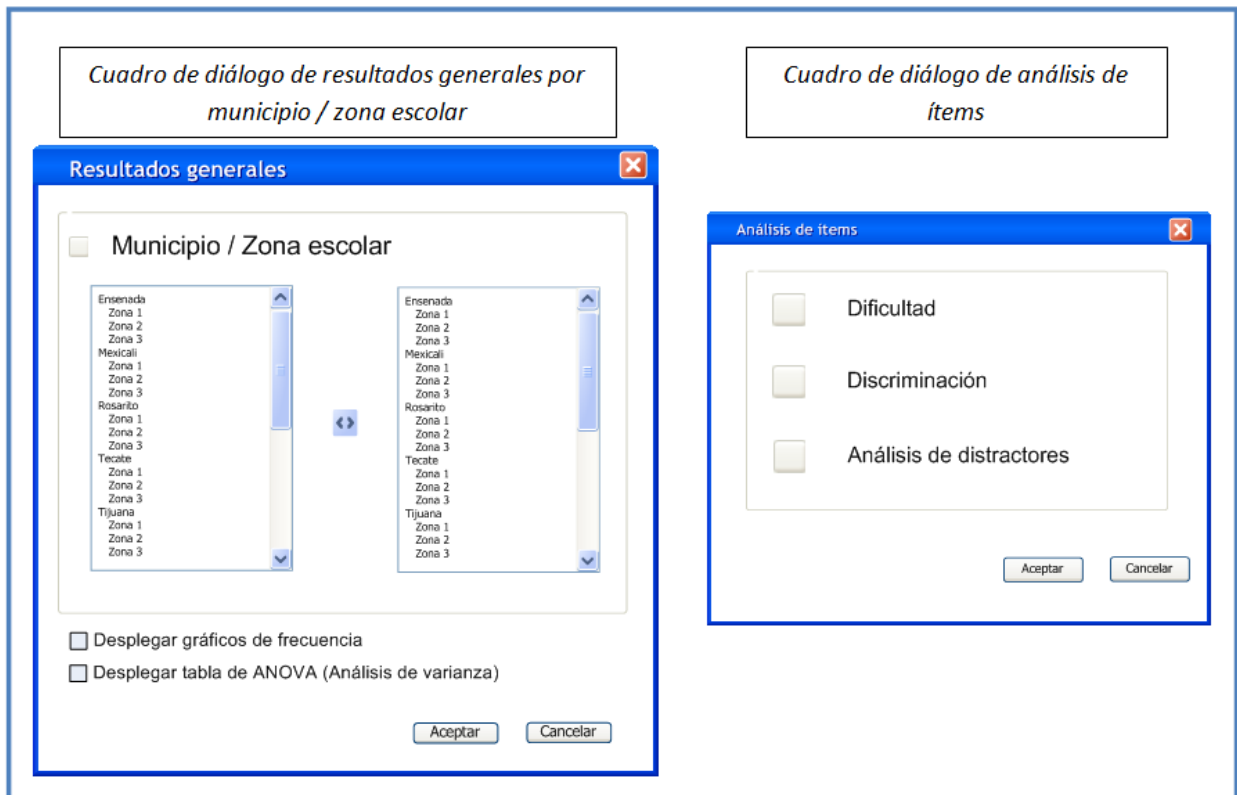 Cuadro de diálogo de resultados generales por
municipio / zona escolar
Resultados generales
Municipio / Zona escolar
Ensenada
Zona 1
Zona 2
Zona 3
Mexicali
Zona 1
Zona 2
Zona 3
Rosarito
Zona 1
Zona 2
Zona 3
Tecate
Zona 1
Zona 2
Zona 3
Tijuana
Zona 1
Zona 2
Zona 3
Ensenada
Zona 1
Zona 2
Zona 3
Mexicali
Zona 1
Zona 2
Zona 3
Rosarito
Zona 1
Zona 2
Zona 3
Tecate
Zona 1
Zona 2
Zona 3
Tijuana
Zona 1
Zona 2
Zona 3
Desplegar gráficos de frecuencia
Desplegar tabla de ANOVA (Análisis de varianza)
Aceptar Cancelar
Cuadro de diálogo de análisis de
ítems
Análisis de ítems
Dificultad
Discriminación
Análisis de distractores
Aceptar Cancelar